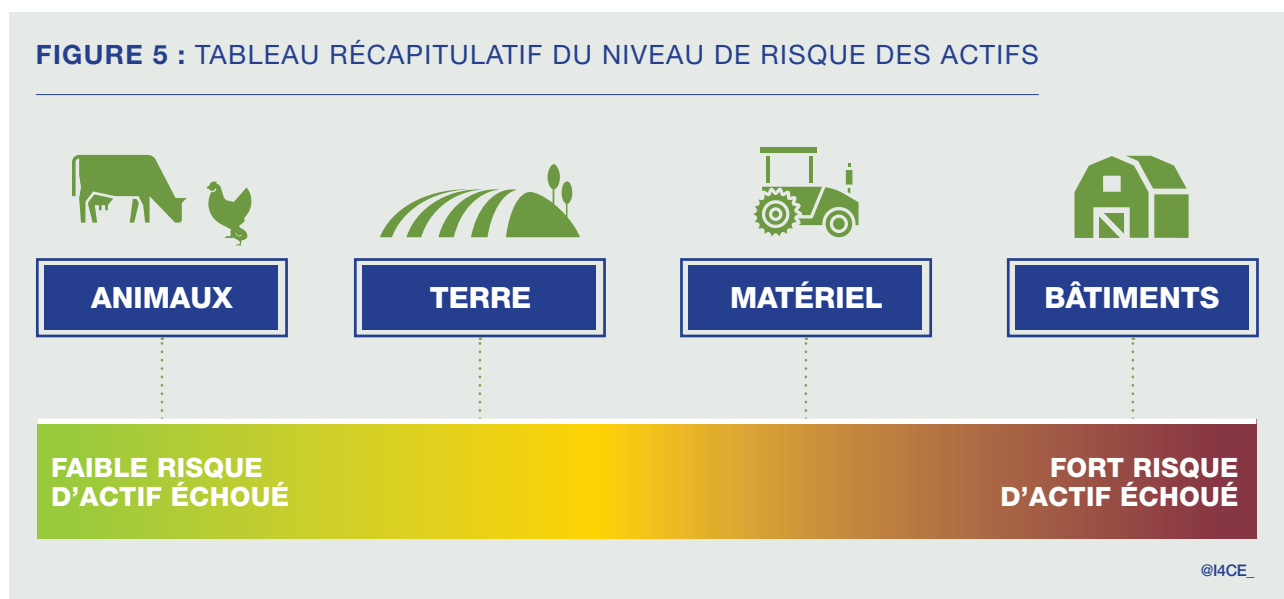 FIGURE 5 : TABLEAU RÉCAPITULATIF DU NIVEAU DE RISQUE DES ACTIFS
ANIMAUX
TERRE
MATÉRIEL
BÂTIMENTS
FAIBLE RISQUE
D'ACTIF ÉCHOUÉ
FORT RISQUE
D'ACTIF ÉCHOUÉ
@I4CE_